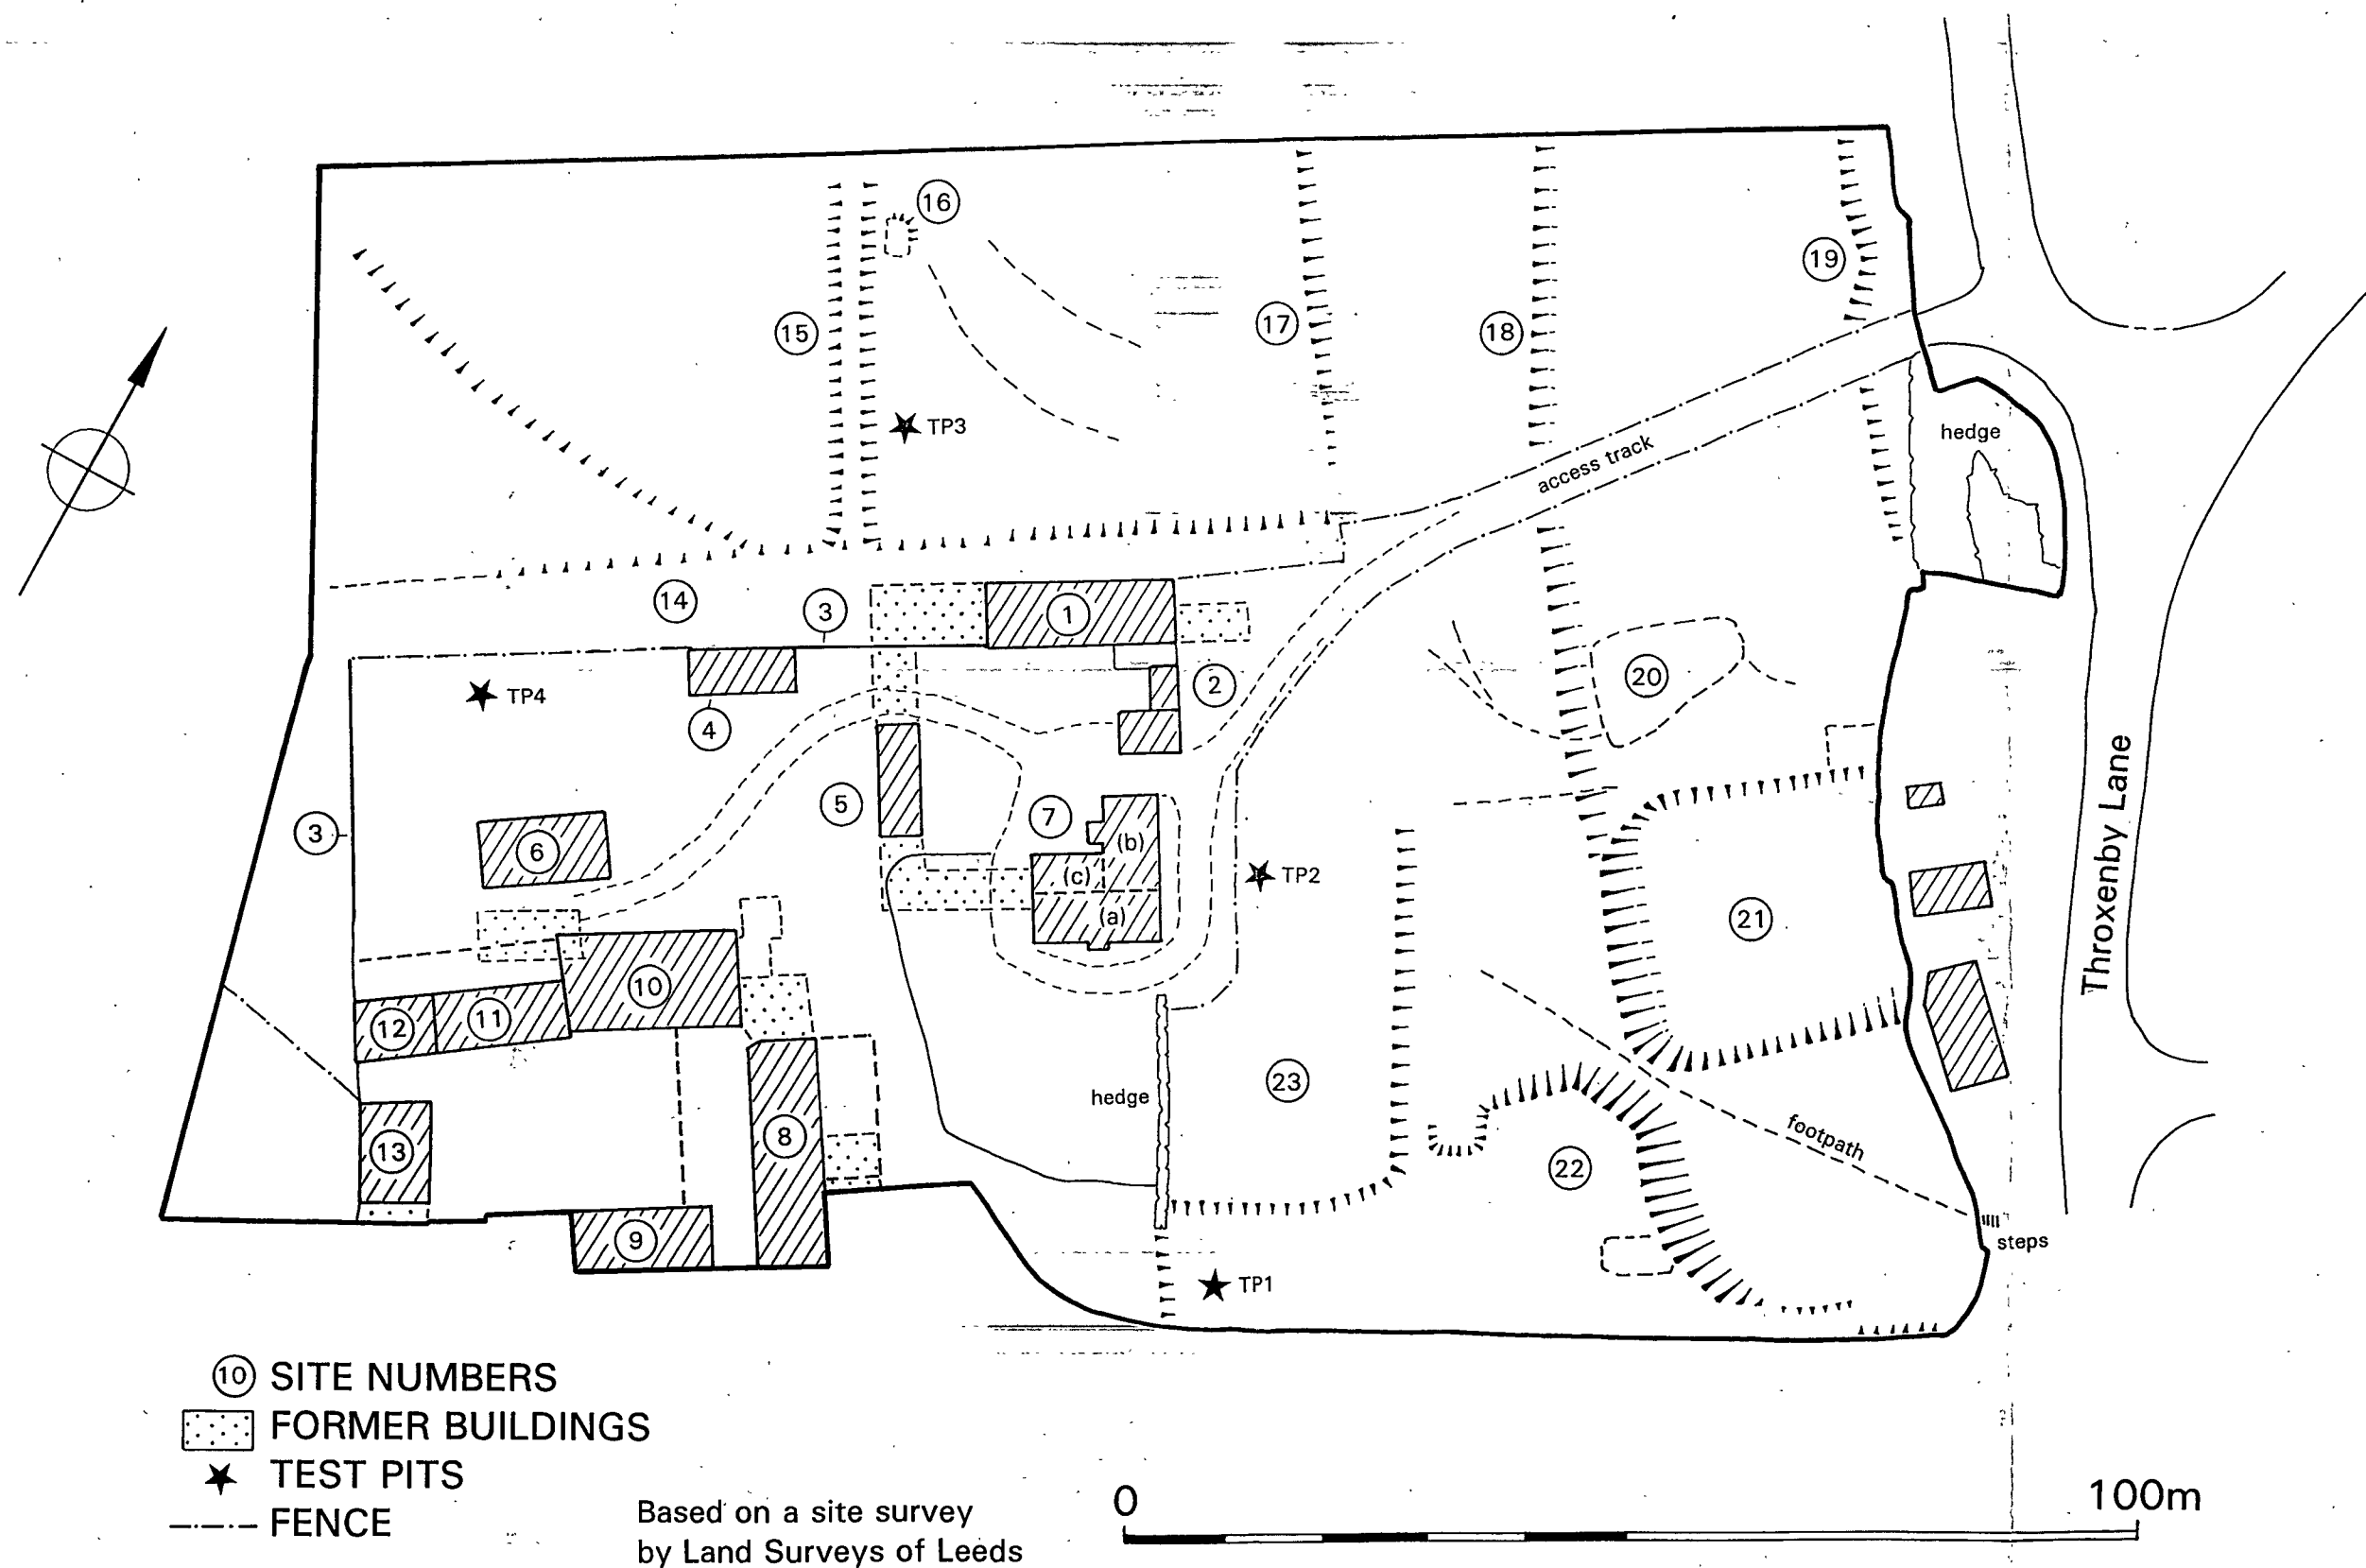 16
19
15
17
18
TP3
hedge
access track
14
3
1
TP4
2
20
4
5
7
3
6
(b)
(c)
TP2
(a)
21
Throxenby Lane
10
12
11
hedge
23
8
footpath
13
22
9
steps
TP1
10 SITE NUMBERS
FORMER BUILDINGS
TEST PITS
FENCE
Based on a site survey
by Land Surveys of Leeds
0
100m